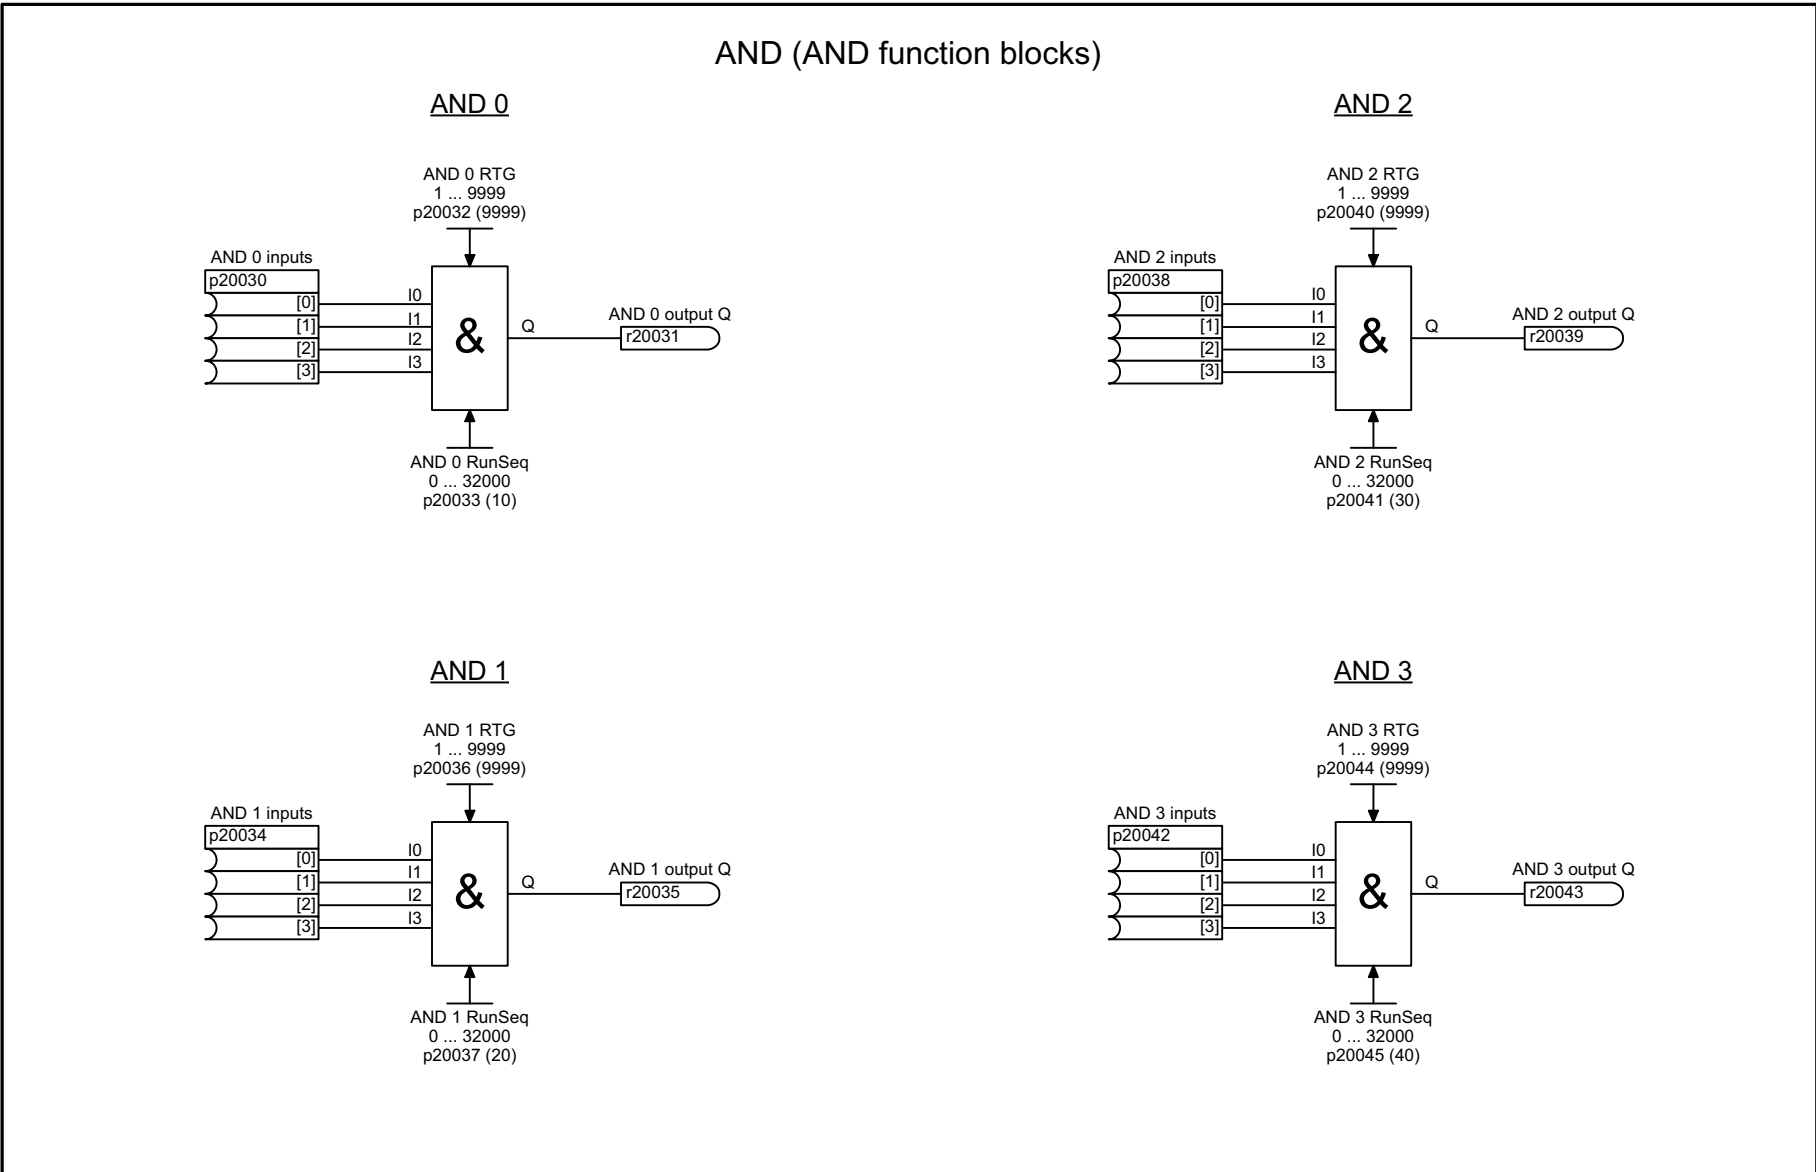 AND (AND function blocks)
AND 0
AND 0 RTG
1 ... 9999
p20032 (9999)
AND 0 inputs
p20030
[0]
[1]
[2]
[3]
I0
I1
I2
I3
&
Q
AND 0 output Q
r20031
AND 0 RunSeq
0 ... 32000
p20033 (10)
AND 2
AND 2 RTG
1 ... 9999
p20040 (9999)
AND 2 inputs
p20038
[0]
[1]
[2]
[3]
I0
I1
I2
I3
&
Q
AND 2 output Q
r20039
AND 2 RunSeq
0 ... 32000
p20041 (30)
AND 1
AND 1 RTG
1 ... 9999
p20036 (9999)
AND 1 inputs
p20034
[0]
[1]
[2]
[3]
I0
I1
I2
I3
&
Q
AND 1 output Q
r20035
AND 1 RunSeq
0 ... 32000
p20037 (20)
AND 3
AND 3 RTG
1 ... 9999
p20044 (9999)
AND 3 inputs
p20042
[0]
[1]
[2]
[3]
I0
I1
I2
I3
&
Q
AND 3 output Q
r20043
AND 3 RunSeq
0 ... 32000
p20045 (40)